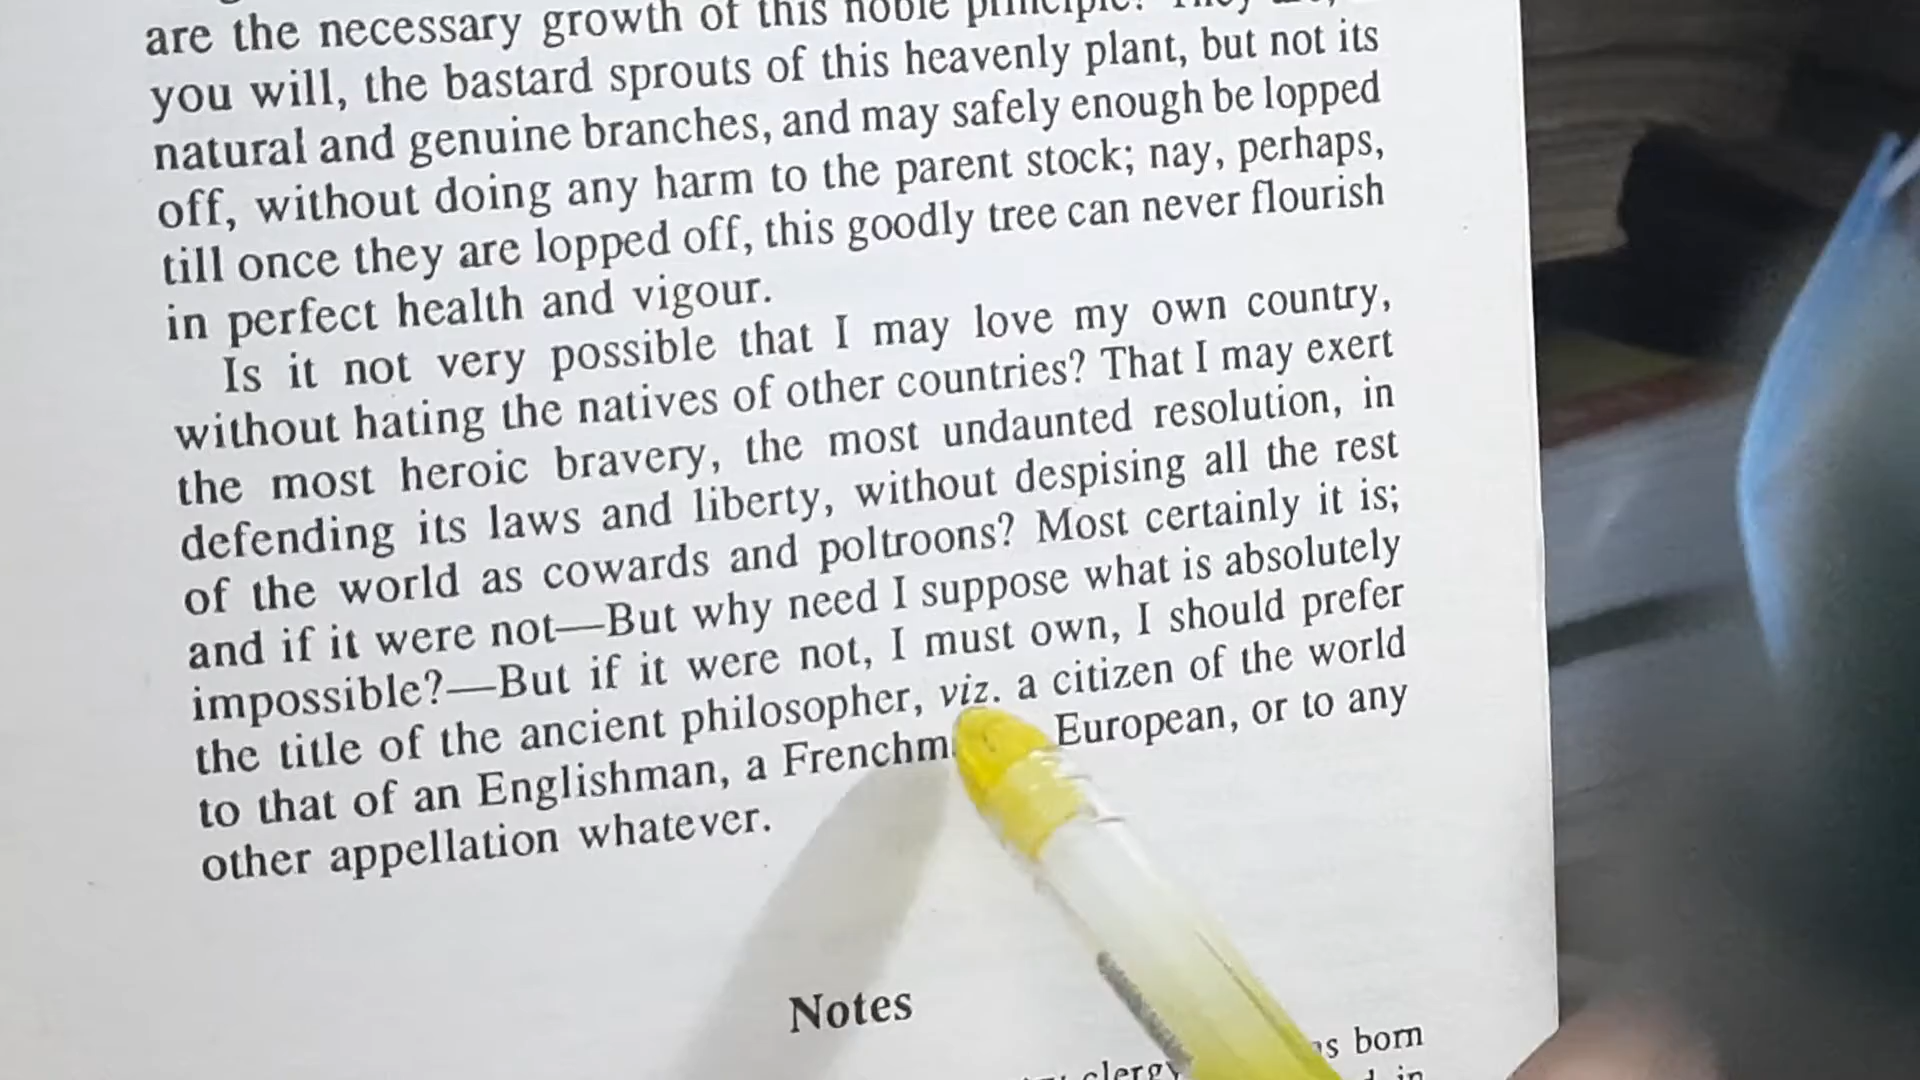 are the necessary growth of this noble principle? They are,
you will, the bastard sprouts of this heavenly plant, but not its
natural and genuine branches, and may safely enough be lopped
off, without doing any harm to the parent stock; nay, perhaps,
till once they are lopped off, this goodly tree can never flourish
in perfect health and vigour.
Is it not very possible that I may love my own country,
without hating the natives of other countries? That I may exert
the most heroic bravery, the most undaunted resolution, in
defending its laws and liberty, without despising all the rest
of the world as cowards and poltroons? Most certainly it is;
and if it were not—But why need I suppose what is absolutely
impossible?—But if it were not, I must own, I should prefer
the title of the ancient philosopher, viz. a citizen of the world
to that of an Englishman, a Frenchm European, or to any
other appellation whatever.
Notes
born
clergy in